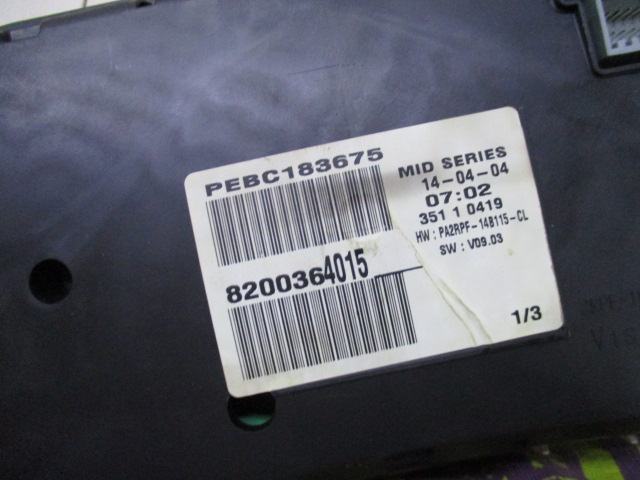 PEBC183675
8200364015
MID SERIES
14-04-04
07:02
351 1 0419
HW : PA2RPF-14B115-CL
SW : V09.03
1/3